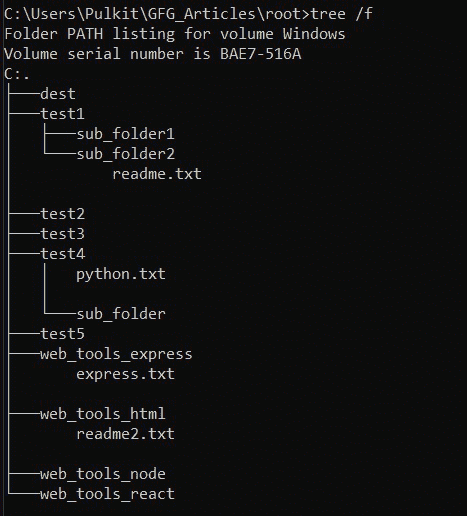 C:\Users\Pulkit\GFG_Articles\root>tree /f
Folder PATH listing for volume Windows
Volume serial number is BAE7-516A
C:.
├───dest
├───test1
│   ├───sub_folder1
│   └───sub_folder2
│           readme.txt
│
├───test2
├───test3
├───test4
│   │   python.txt
│   │
│   └───sub_folder
├───test5
├───web_tools_express
│       express.txt
│
├───web_tools_html
│       readme2.txt
│
├───web_tools_node
└───web_tools_react